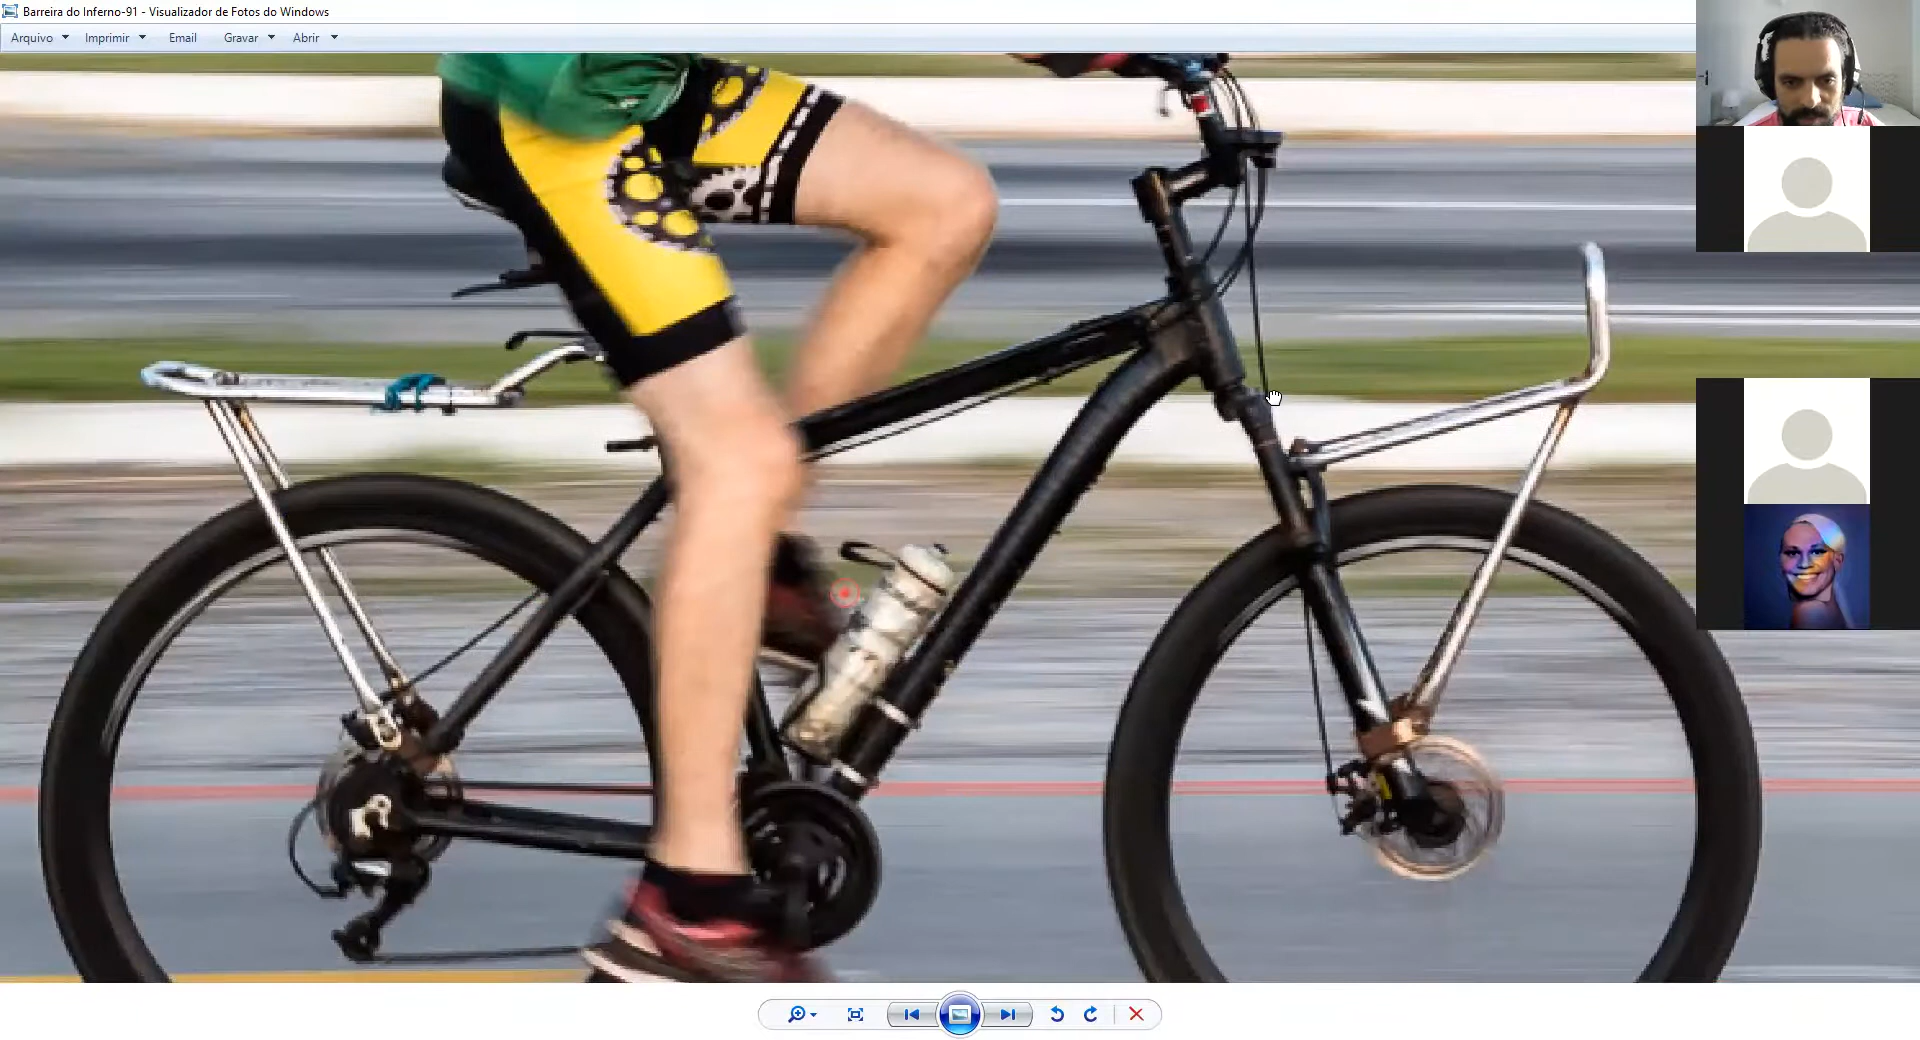 Barreira do Inferno-91 - Visualizador de Fotos do Windows
Arquivo Imprimir Email Gravar Abrir